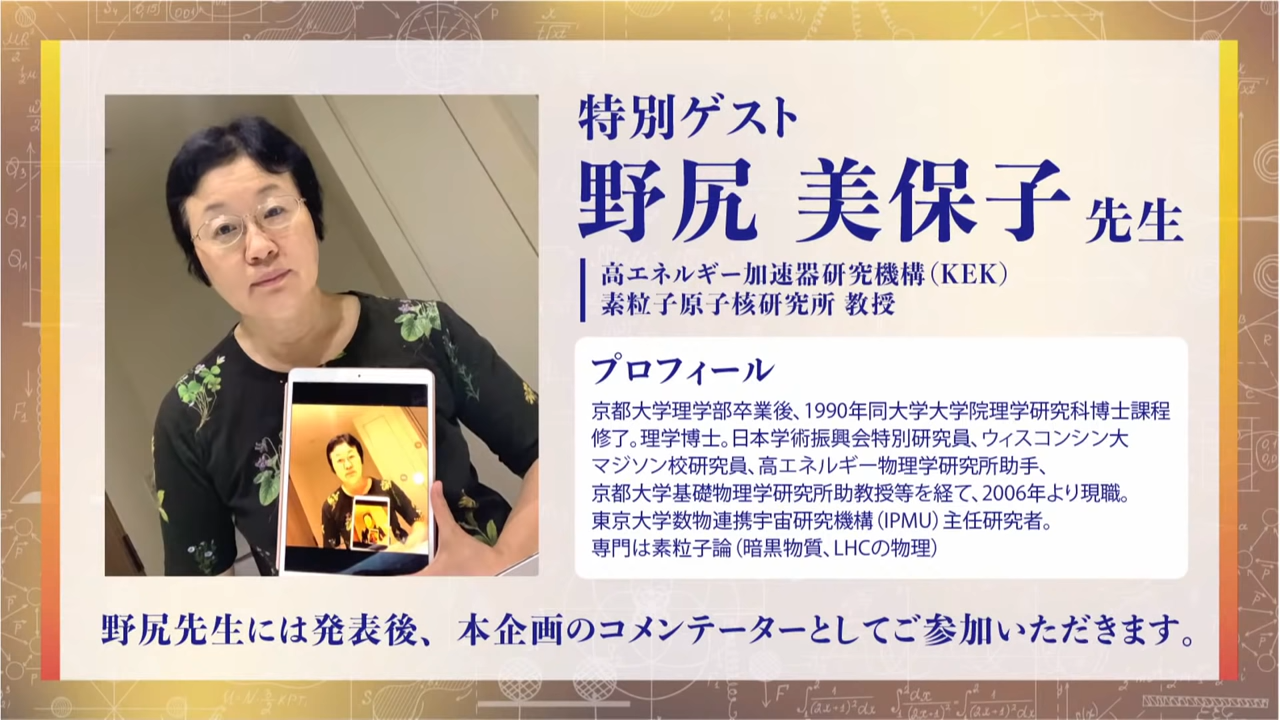 特別ゲスト
野尻 美保子 先生
高エネルギー加速器研究機構（KEK）
素粒子原子核研究所 教授
プロフィール
京都大学理学部卒業後、1990年同大学大学院理学研究科博士課程
修了。理学博士。日本学術振興会特別研究員、ウィスコンシン大
マジソン校研究員、高エネルギー物理学研究所助手、
京都大学基礎物理学研究所助教授等を経て、2006年より現職。
東京大学数物連携宇宙研究機構（IPMU）主任研究者。
専門は素粒子論（暗黒物質、LHCの物理）
野尻先生には発表後、本企画のコメンテーターとしてご参加いただきます。